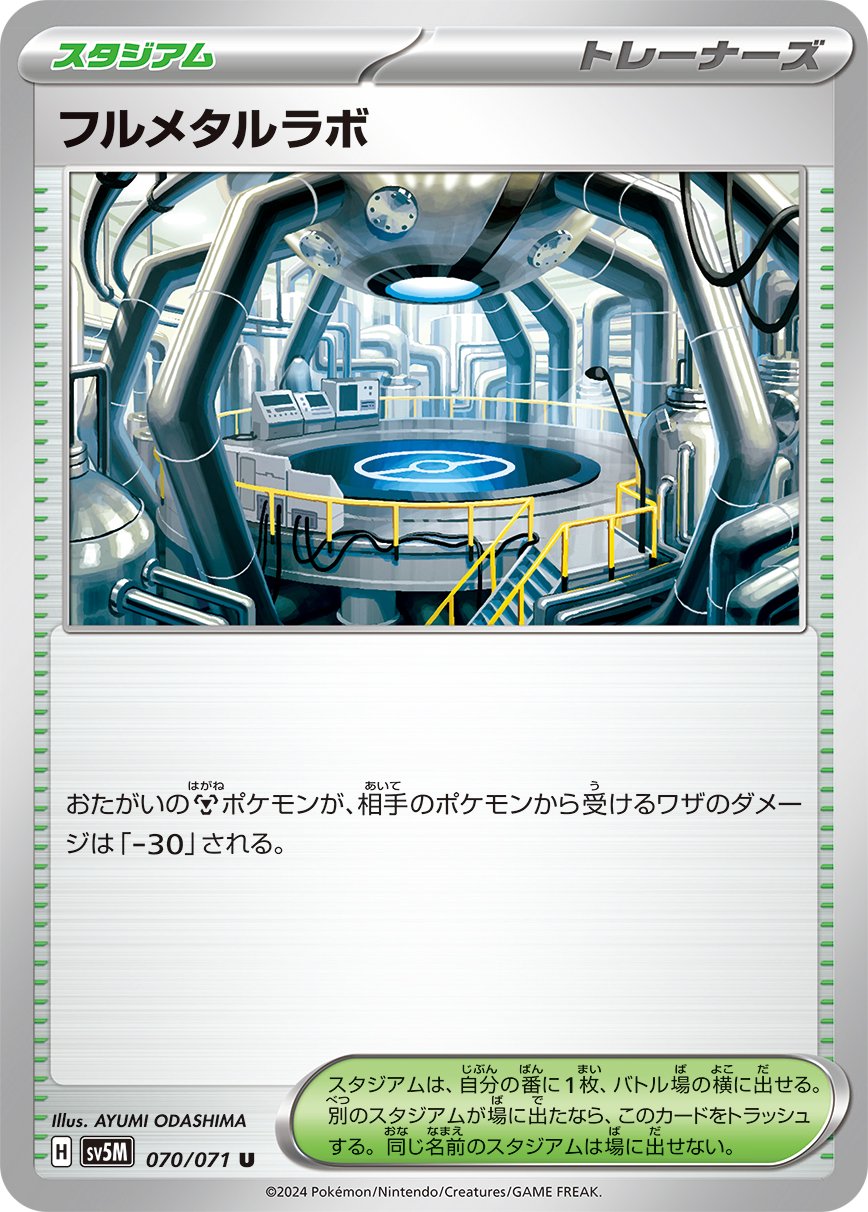 スタジアム トレーナーズ
フルメタルラボ
おたがいのポケモンが、相手のポケモンから受けるワザのダメー
ジは「-30」される。
スタジアムは、自分の番に1枚、バトル場の横に出せる。
別のスタジアムが場に出たなら、このカードをトラッシュ
する。同じ名前のスタジアムは場に出せない。
Illus. AYUMI ODASHIMA
H SV5M 070/071 U
©2024 Pokémon/Nintendo/Creatures/GAME FREAK.